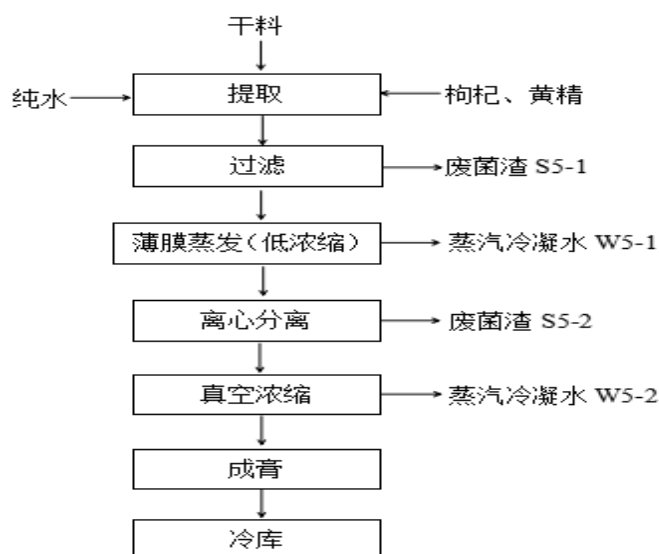 干料
纯水
提取
枸杞、黄精
过滤
废菌渣 S5-1
薄膜蒸发（低浓缩）
蒸汽冷凝水 W5-1
离心分离
废菌渣 S5-2
真空浓缩
蒸汽冷凝水 W5-2
成膏
冷库